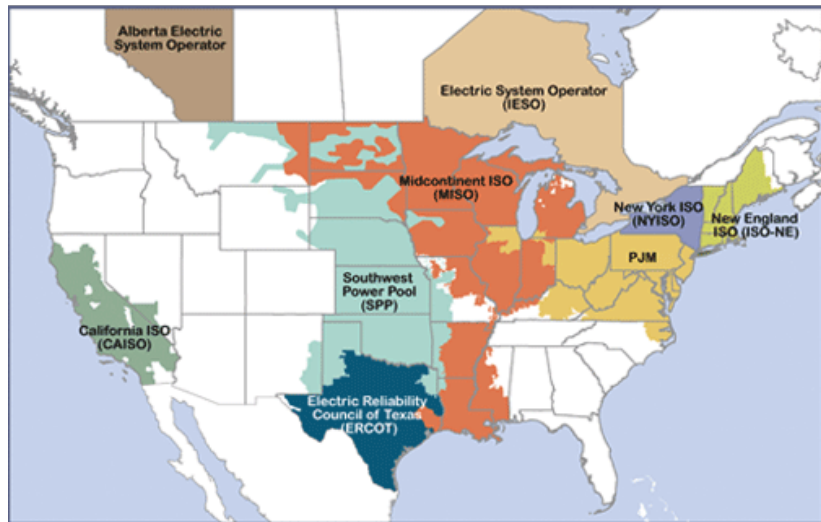 Alberta Electric
System Operator
Electric System Operator
(IESO)
Midcontinent ISO
(MISO)
New York ISO
(NYISO)
New England
ISO (ISO-NE)
PJM
Southwest
Power Pool
(SPP)
California ISO
(CAISO)
Electric Reliability
Council of Texas
(ERCOT)